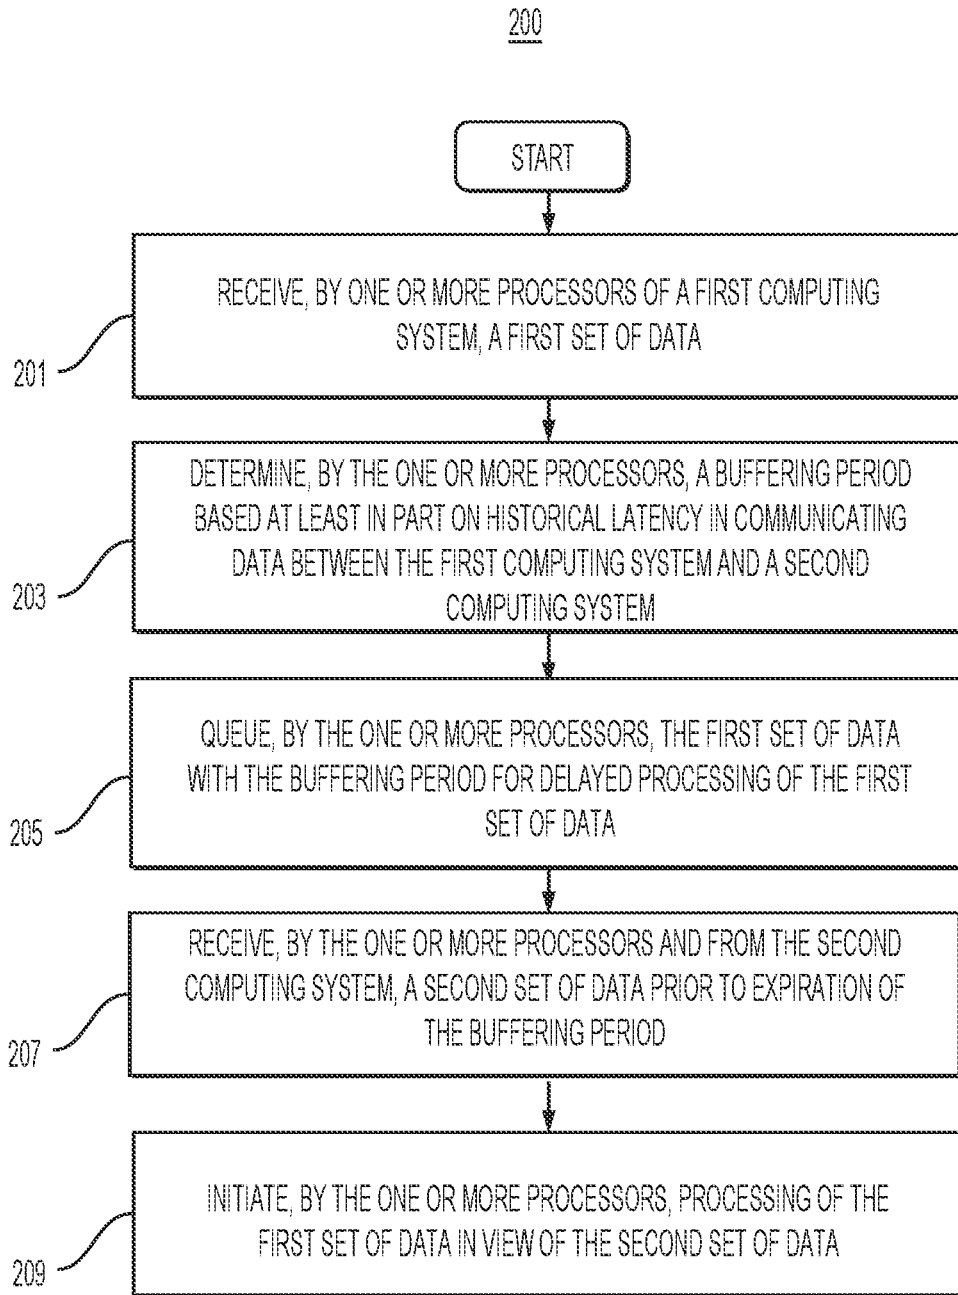 200
START
RECEIVE, BY ONE OR MORE PROCESSORS OF A FIRST COMPUTING
SYSTEM, A FIRST SET OF DATA
201
DETERMINE, BY THE ONE OR MORE PROCESSORS, A BUFFERING PERIOD
BASED AT LEAST IN PART ON HISTORICAL LATENCY IN COMMUNICATING
DATA BETWEEN THE FIRST COMPUTING SYSTEM AND A SECOND
COMPUTING SYSTEM
203
QUEUE, BY THE ONE OR MORE PROCESSORS, THE FIRST SET OF DATA
WITH THE BUFFERING PERIOD FOR DELAYED PROCESSING OF THE FIRST
SET OF DATA
205
RECEIVE, BY THE ONE OR MORE PROCESSORS AND FROM THE SECOND
COMPUTING SYSTEM, A SECOND SET OF DATA PRIOR TO EXPIRATION OF
THE BUFFERING PERIOD
207
INITIATE, BY THE ONE OR MORE PROCESSORS, PROCESSING OF THE
FIRST SET OF DATA IN VIEW OF THE SECOND SET OF DATA
209